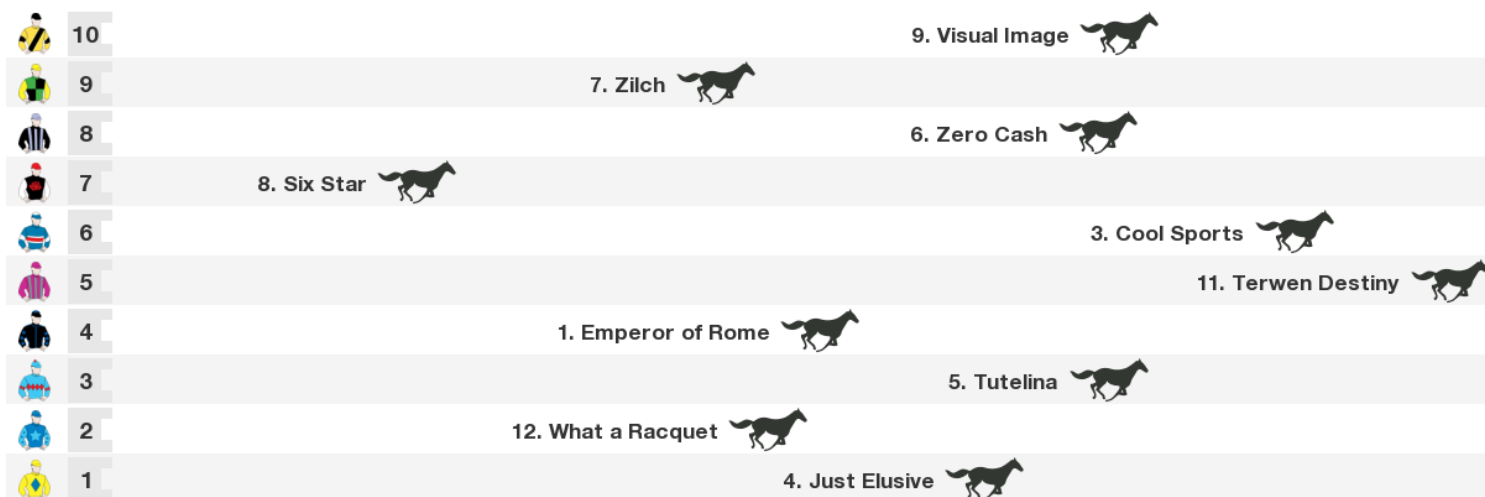 10 9. Visual Image
9 7. Zilch
8 6. Zero Cash
7 8. Six Star
6 3. Cool Sports
5 11. Terwen Destiny
4 1. Emperor of Rome
3 5. Tutelina
2 12. What a Racquet
1 4. Just Elusive